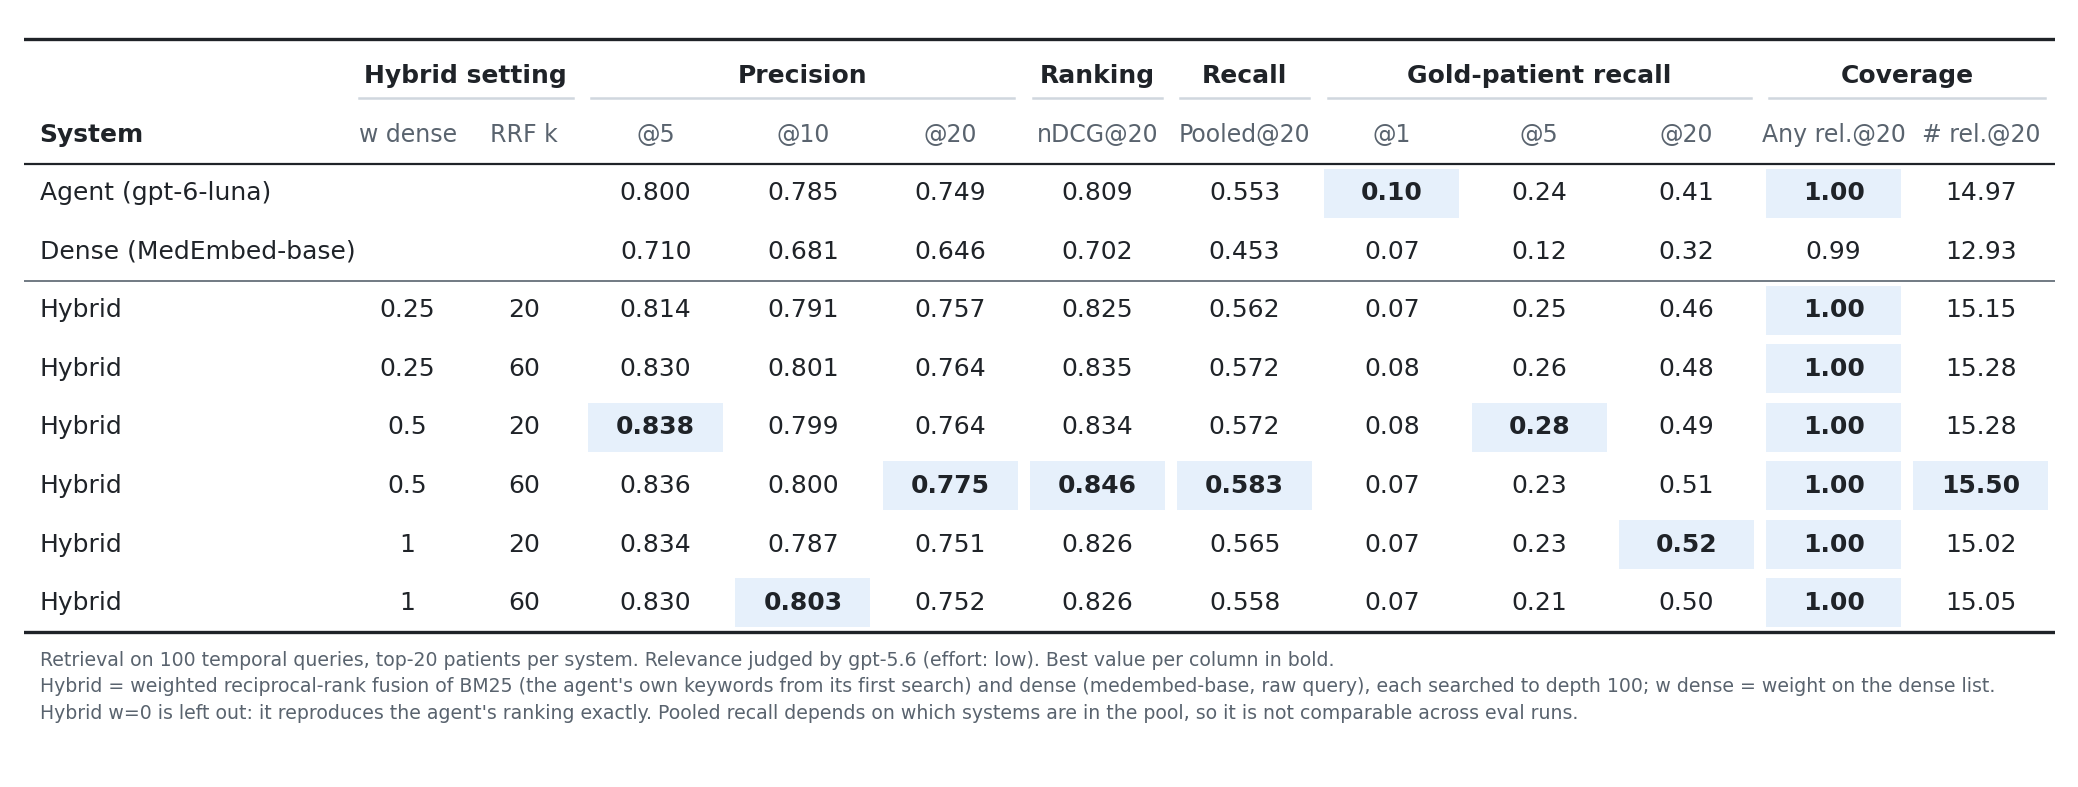 Hybrid setting Precision Ranking Recall Gold-patient recall Coverage
System w dense RRF k @5 @10 @20 nDCG@20 Pooled@20 @1 @5 @20 Any rel.@20 # rel.@20
Agent (gpt-6-luna) 0.800 0.785 0.749 0.809 0.553 0.10 0.24 0.41 1.00 14.97
Dense (MedEmbed-base) 0.710 0.681 0.646 0.702 0.453 0.07 0.12 0.32 0.99 12.93
Hybrid 0.25 20 0.814 0.791 0.757 0.825 0.562 0.07 0.25 0.46 1.00 15.15
Hybrid 0.25 60 0.830 0.801 0.764 0.835 0.572 0.08 0.26 0.48 1.00 15.28
Hybrid 0.5 20 0.838 0.799 0.764 0.834 0.572 0.08 0.28 0.49 1.00 15.28
Hybrid 0.5 60 0.836 0.800 0.775 0.846 0.583 0.07 0.23 0.51 1.00 15.50
Hybrid 1 20 0.834 0.787 0.751 0.826 0.565 0.07 0.23 0.52 1.00 15.02
Hybrid 1 60 0.830 0.803 0.752 0.826 0.558 0.07 0.21 0.50 1.00 15.05
Retrieval on 100 temporal queries, top-20 patients per system. Relevance judged by gpt-5.6 (effort: low). Best value per column in bold.
Hybrid = weighted reciprocal-rank fusion of BM25 (the agent's own keywords from its first search) and dense (medembed-base, raw query), each searched to depth 100; w dense = weight on the dense list.
Hybrid w=0 is left out: it reproduces the agent's ranking exactly. Pooled recall depends on which systems are in the pool, so it is not comparable across eval runs.